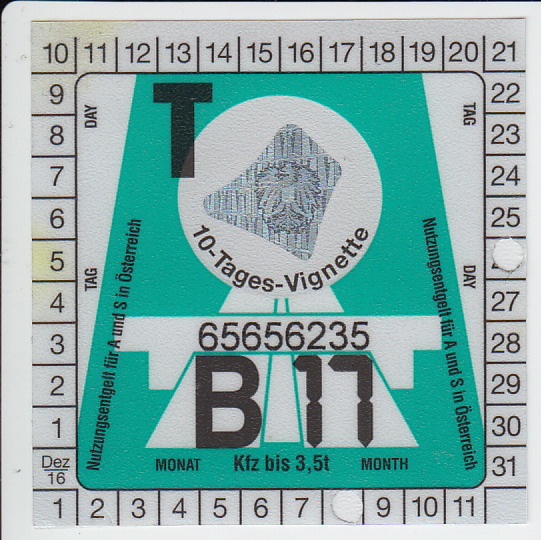 10 11 12 13 14 15 16 17 18 19 20 21
9 22
8 23
7 24
6 25
5 2
4 27
3 28
2 29
1 30
Dez 16 31
1 2 3 4 5 6 7 9 10 11
DAY
TAG
TAG
DAY
T
10-Tages-Vignette
Nutzungsentgelt für A und S in Österreich
Nutzungsentgelt für A und S in Österreich
65656235
B 17
MONAT Kfz bis 3,5t MONTH